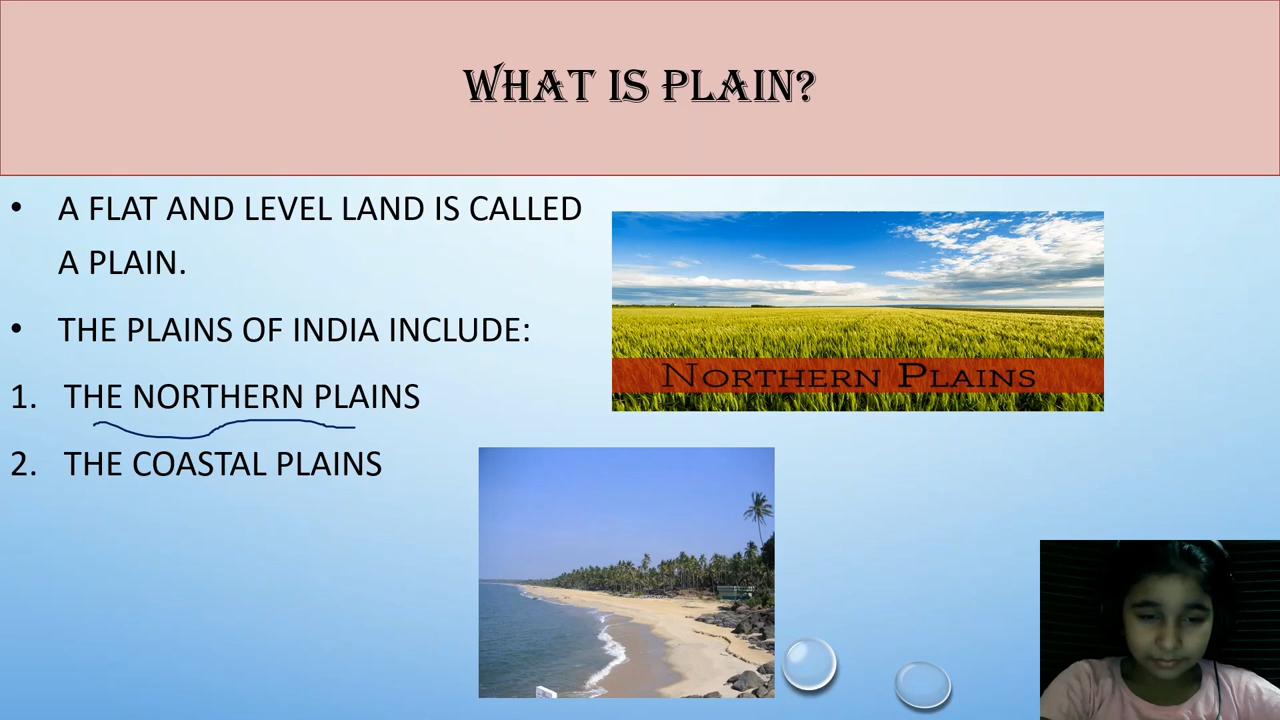 WHAT IS PLAIN?
• A FLAT AND LEVEL LAND IS CALLED
A PLAIN.
• THE PLAINS OF INDIA INCLUDE:
1. THE NORTHERN PLAINS
2. THE COASTAL PLAINS
NORTHERN PLAINS